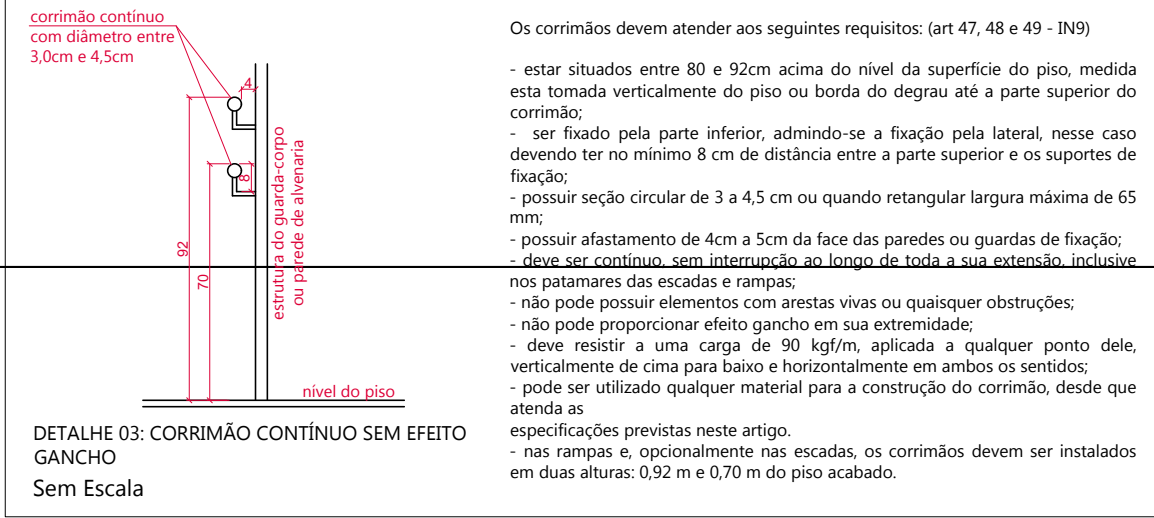 corrimão contínuo
com diâmetro entre
3,0cm e 4,5cm
4
8
92
70
estrutura do guarda-corpo
ou parede de alvenaria
nível do piso
DETALHE 03: CORRIMÃO CONTÍNUO SEM EFEITO
GANCHO
Sem Escala
Os corrimãos devem atender aos seguintes requisitos: (art 47, 48 e 49 - IN9)
- estar situados entre 80 e 92cm acima do nível da superfície do piso, medida
esta tomada verticalmente do piso ou borda do degrau até a parte superior do
corrimão;
- ser fixado pela parte inferior, admindo-se a fixação pela lateral, nesse caso
devendo ter no mínimo 8 cm de distância entre a parte superior e os suportes de
fixação;
- possuir seção circular de 3 a 4,5 cm ou quando retangular largura máxima de 65
mm;
- possuir afastamento de 4cm a 5cm da face das paredes ou guardas de fixação;
- deve ser contínuo, sem interrupção ao longo de toda a sua extensão, inclusive
nos patamares das escadas e rampas;
- não pode possuir elementos com arestas vivas ou quaisquer obstruções;
- não pode proporcionar efeito gancho em sua extremidade;
- deve resistir a uma carga de 90 kgf/m, aplicada a qualquer ponto dele,
verticalmente de cima para baixo e horizontalmente em ambos os sentidos;
- pode ser utilizado qualquer material para a construção do corrimão, desde que
atenda as
especificações previstas neste artigo.
- nas rampas e, opcionalmente nas escadas, os corrimãos devem ser instalados
em duas alturas: 0,92 m e 0,70 m do piso acabado.